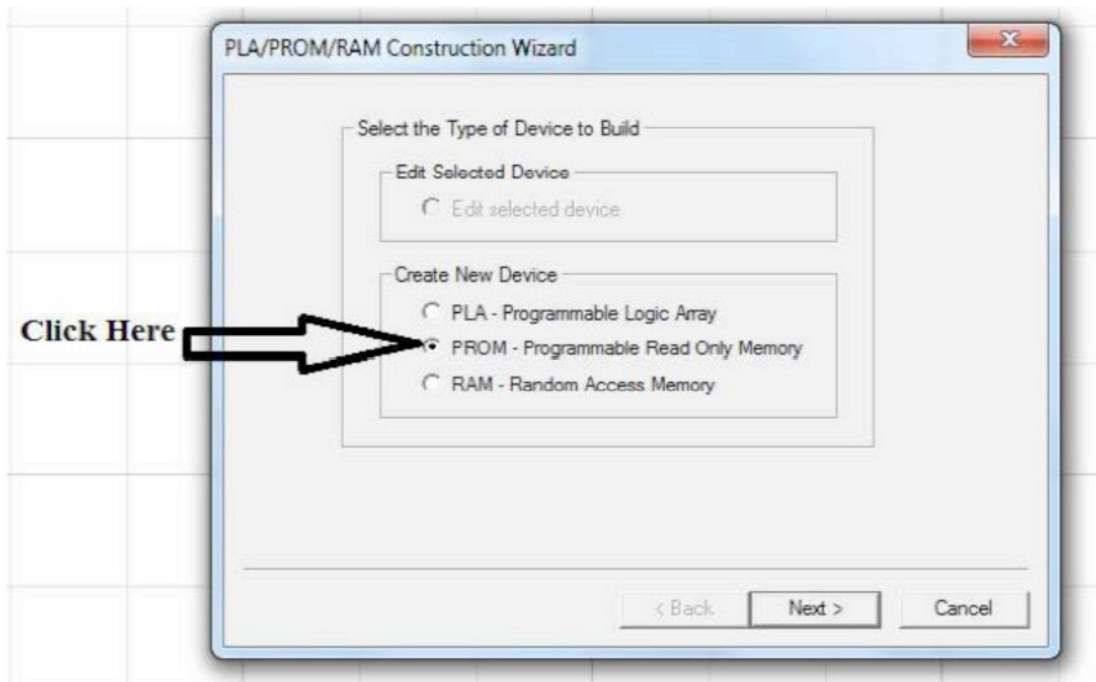 PLA/PROM/RAM Construction Wizard
Select the Type of Device to Build
Edit Selected Device
Edit selected device
Create New Device
PLA - Programmable Logic Array
Click Here
PROM - Programmable Read Only Memory
RAM - Random Access Memory
< Back
Next >
Cancel